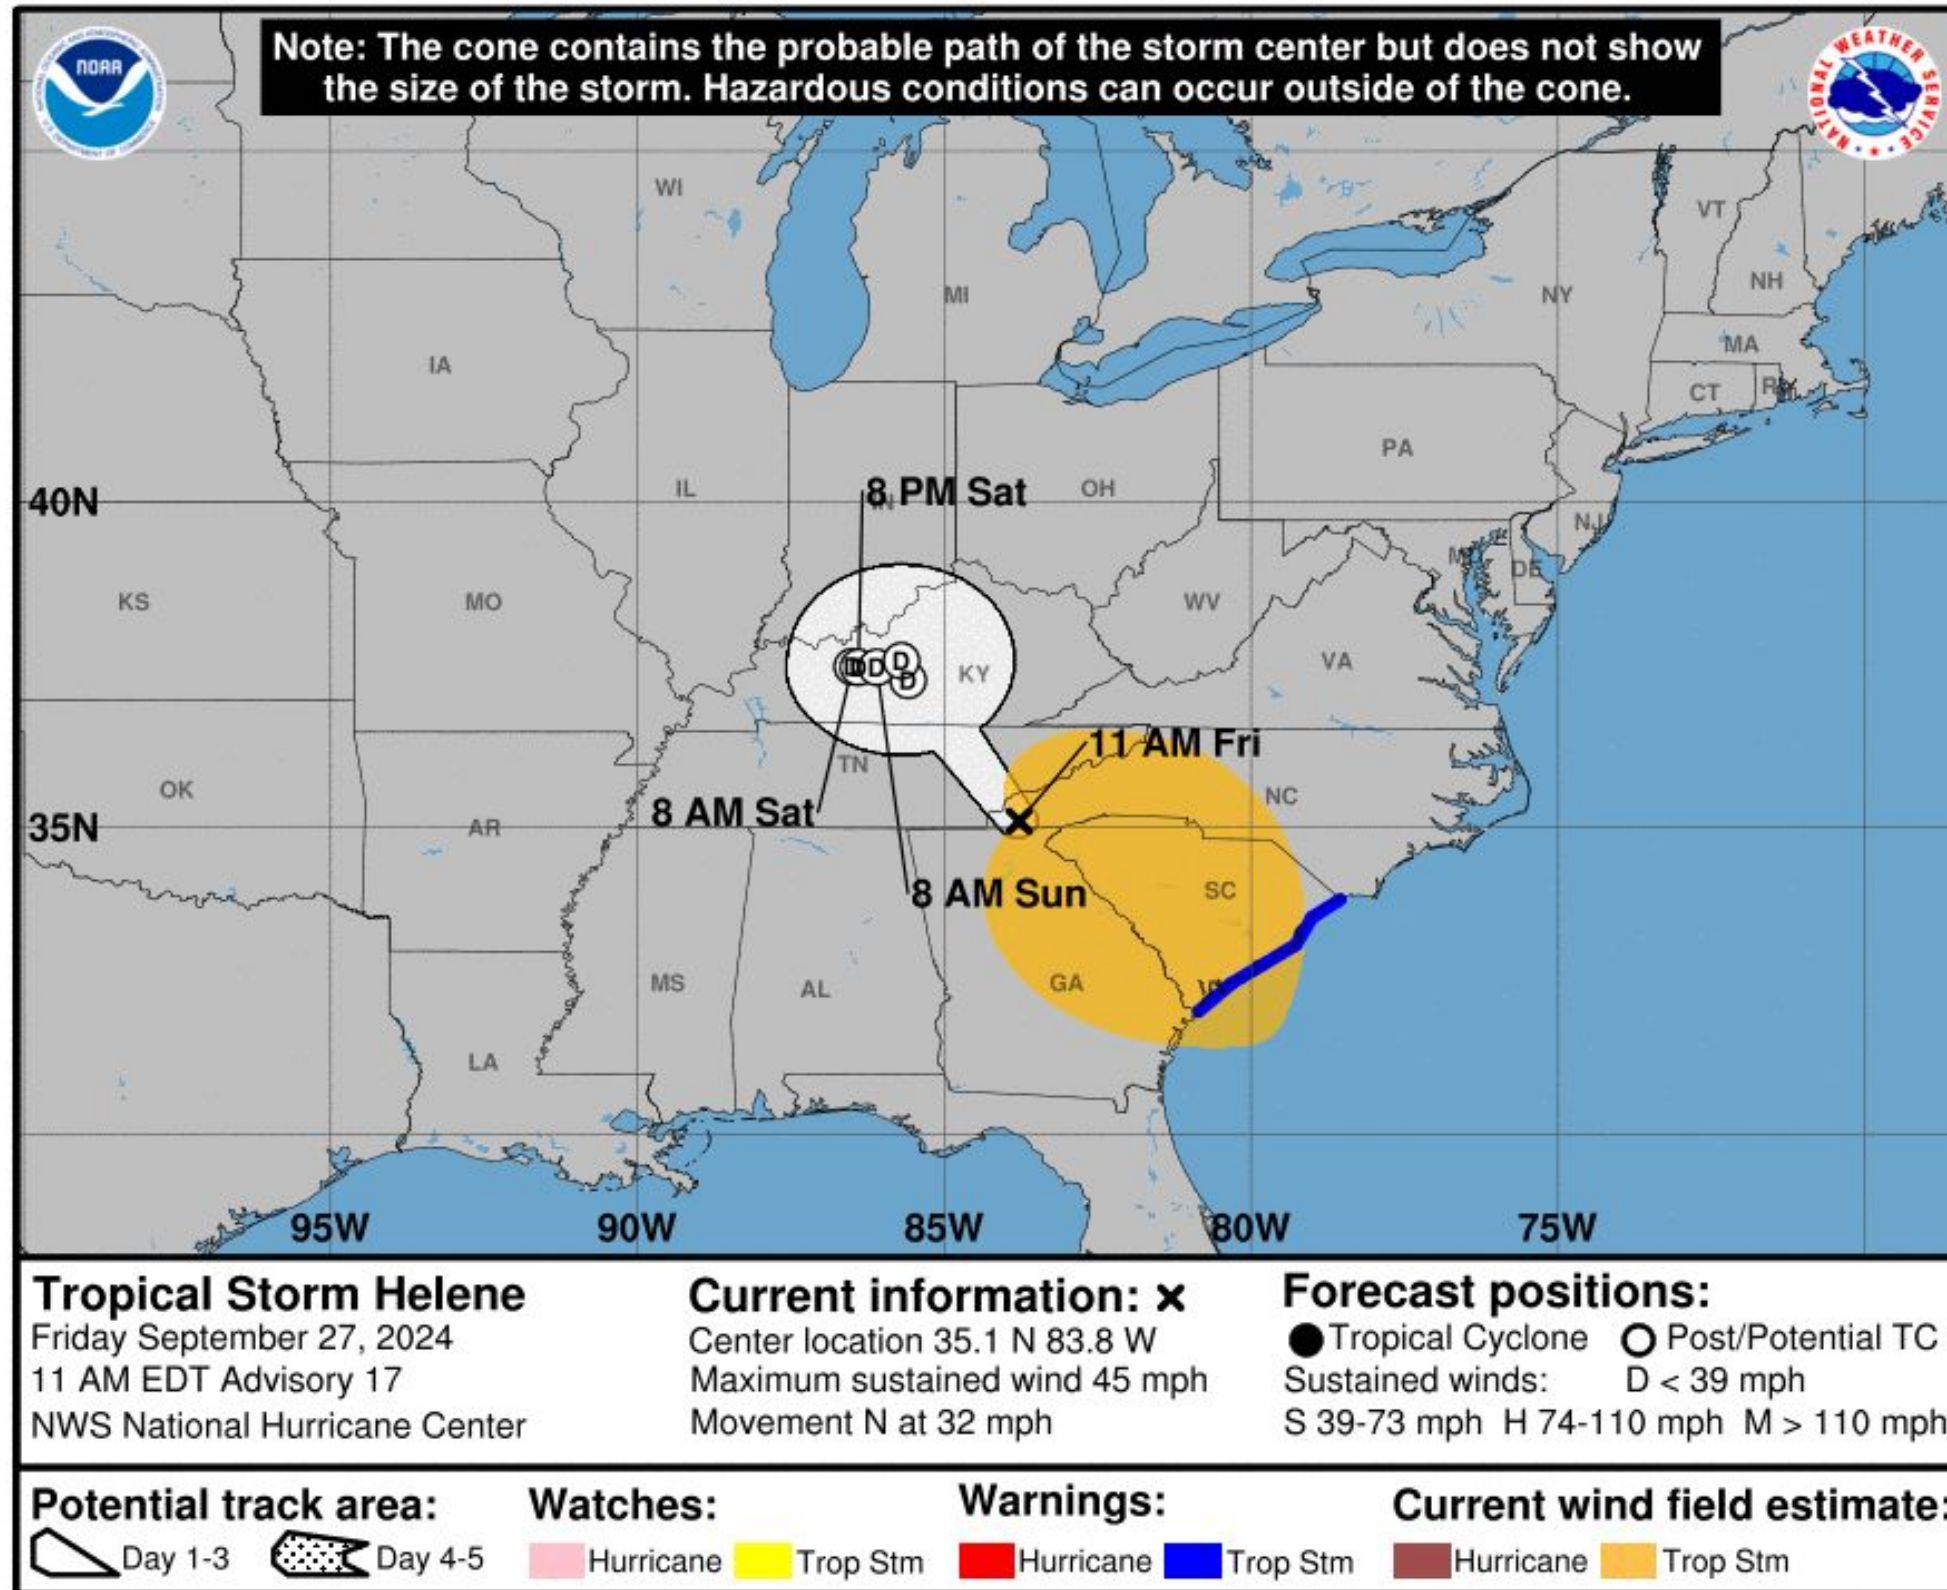 Note: The cone contains the probable path of the storm center but does not show
the size of the storm. Hazardous conditions can occur outside of the cone.
NOAA
NATIONAL WEATHER SERVICE
WI
VT
NH
MI
NY
MA
IA
CT
PA
8 PM Sat
IL
OH
40N
NJ
DE
KS
MO
WV
VA
D
D
D
D
KY
11 AM Fri
TN
OK
NC
8 AM Sat
35N
AR
8 AM Sun
SC
MS
AL
GA
LA
95W 90W 85W 80W 75W
Tropical Storm Helene
Friday September 27, 2024
11 AM EDT Advisory 17
NWS National Hurricane Center
Current information: x
Center location 35.1 N 83.8 W
Maximum sustained wind 45 mph
Movement N at 32 mph
Forecast positions:
Tropical Cyclone Post/Potential TC
Sustained winds: D < 39 mph
S 39-73 mph H 74-110 mph M > 110 mph
Potential track area:
Day 1-3 Day 4-5
Watches:
Hurricane Trop Stm
Warnings:
Hurricane Trop Stm
Current wind field estimate:
Hurricane Trop Stm